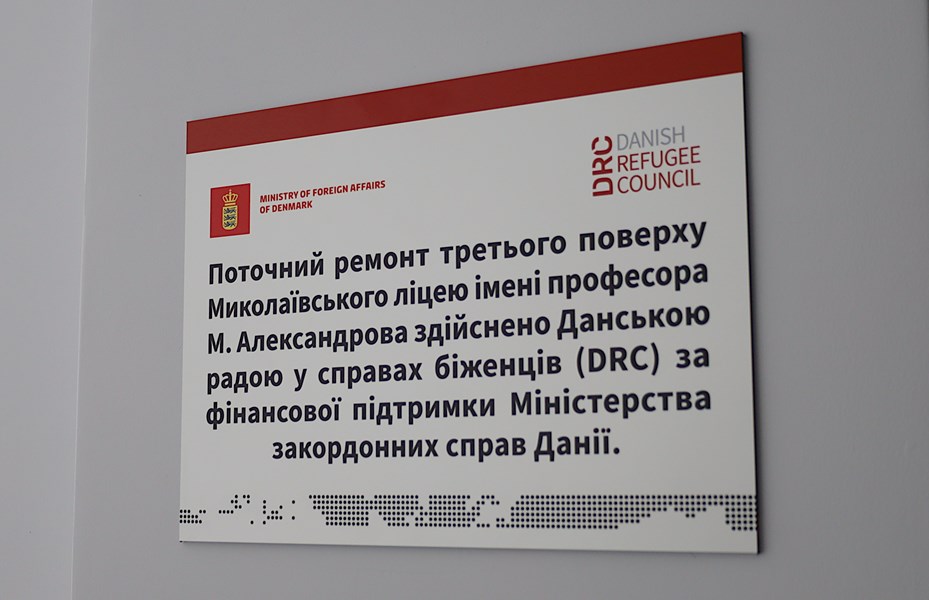 MINISTRY OF FOREIGN AFFAIRS
OF DENMARK
DRC DANISH
REFUGEE
COUNCIL
Поточний ремонт третього поверху
Миколаївського ліцею імені професора
М. Александрова здійснено Данською
радою у справах біженців (DRC) за
фінансової підтримки Міністерства
закордонних справ Данії.